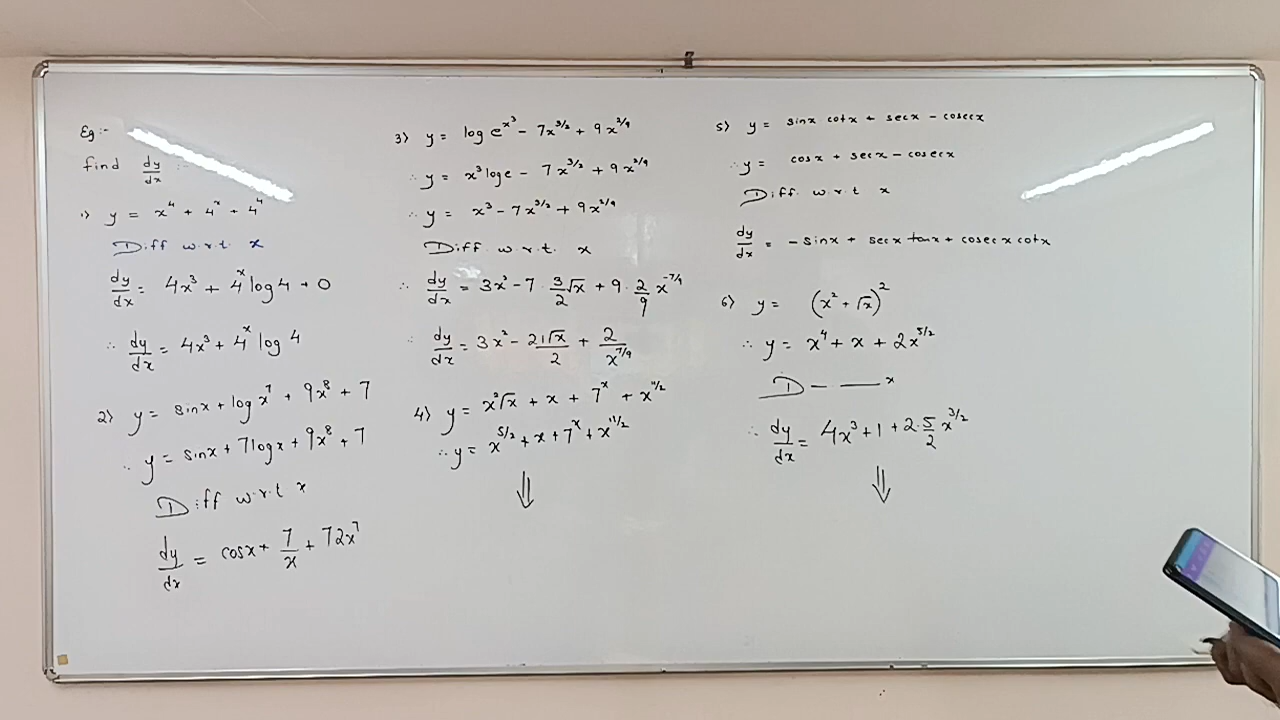 Eg:-
find dy/dx :-
1) y = x⁴ + 4ˣ + 4⁴
Diff w.r.t. x
dy/dx = 4x³ + 4ˣ log 4 + 0
∴ dy/dx = 4x³ + 4ˣ log 4
2) y = sinx + log x⁷ + 9x⁸ + 7
∴ y = sinx + 7logx + 9x⁸ + 7
Diff w.r.t x
dy/dx = cosx + 7/x + 72x⁷
3) y = log e^x³ - 7x^3/2 + 9x^2/9
∴ y = x³ loge - 7x^3/2 + 9x^2/9
∴ y = x³ - 7x^3/2 + 9x^2/9
Diff. w.r.t. x
∴ dy/dx = 3x² - 7 · 3√x/2 + 9 · 2/9 x^-7/9
∴ dy/dx = 3x² - 21√x/2 + 2/x^7/9
4) y = x²√x + x + 7ˣ + x^11/2
∴ y = x^5/2 + x + 7ˣ + x^11/2
⇓
5) y = sinx cotx + secx - cosecx
∴ y = cosx + secx - cosecx
Diff w.r.t x
dy/dx = - sinx + secx tanx + cosecx cotx
6) y = (x² + √x)²
∴ y = x⁴ + x + 2x^5/2
D — — x
∴ dy/dx = 4x³ + 1 + 2·5/2 x^3/2
⇓